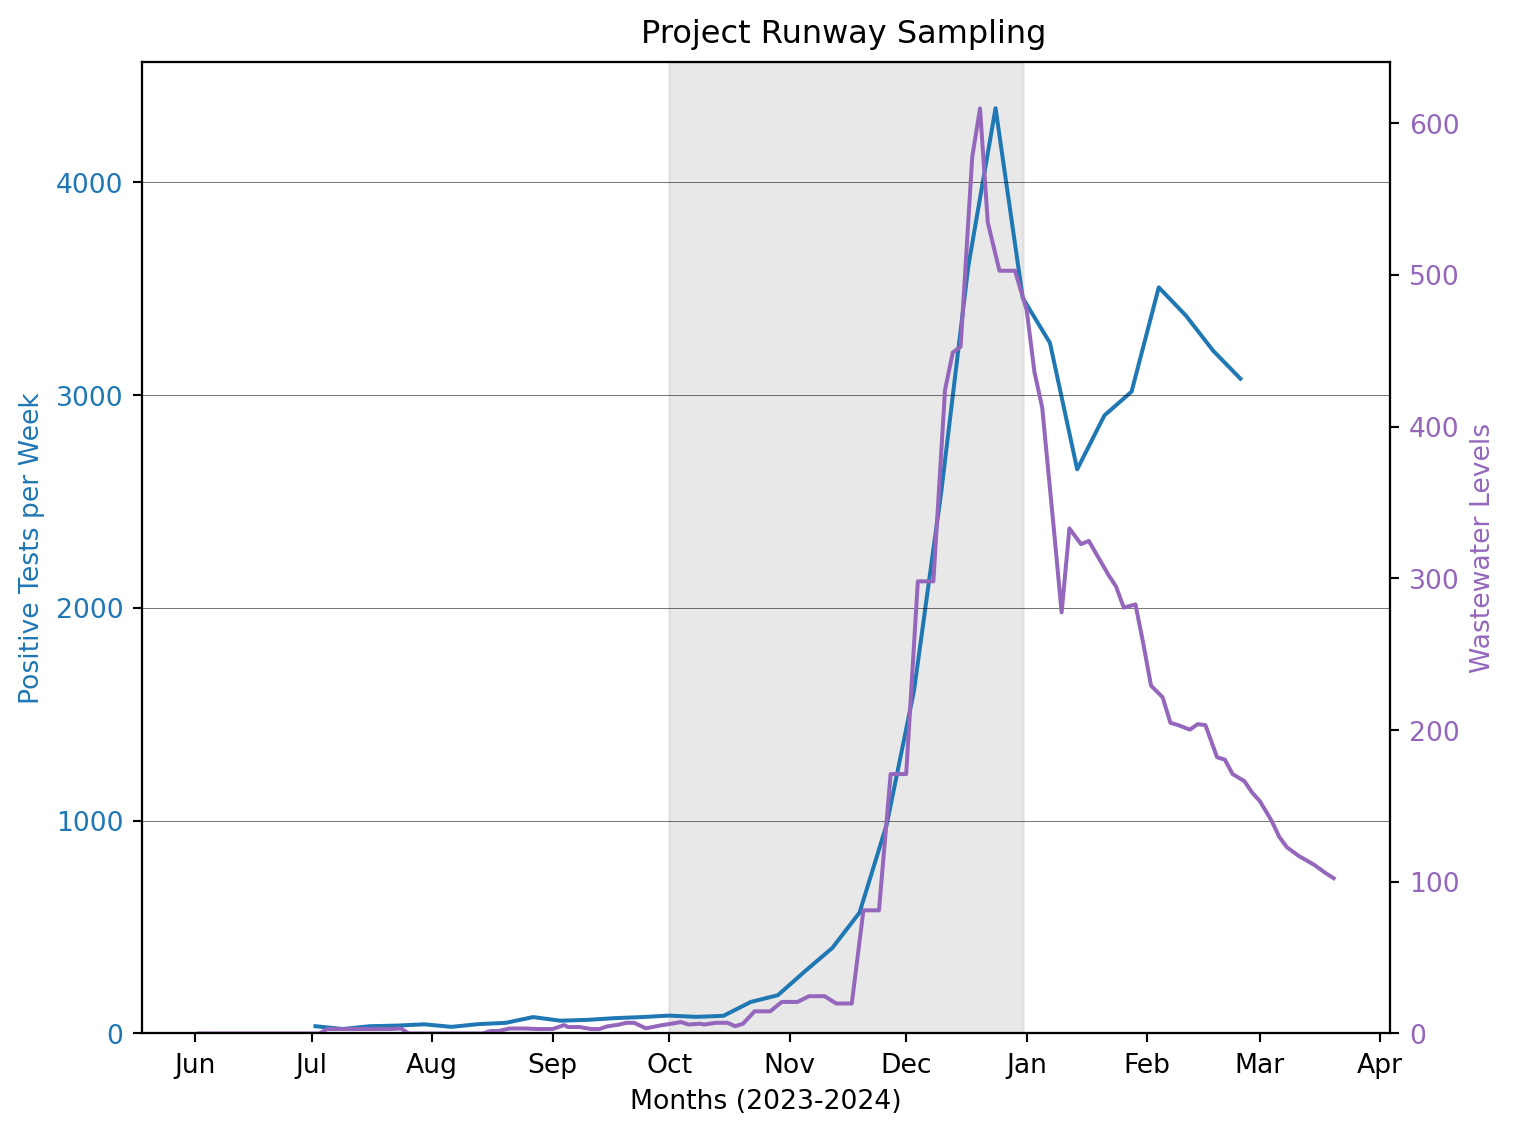 Project Runway Sampling
Positive Tests per Week
4000
3000
2000
1000
0
600
500
400
300
200
100
0
Wastewater Levels
Jun Jul Aug Sep Oct Nov Dec Jan Feb Mar Apr
Months (2023-2024)